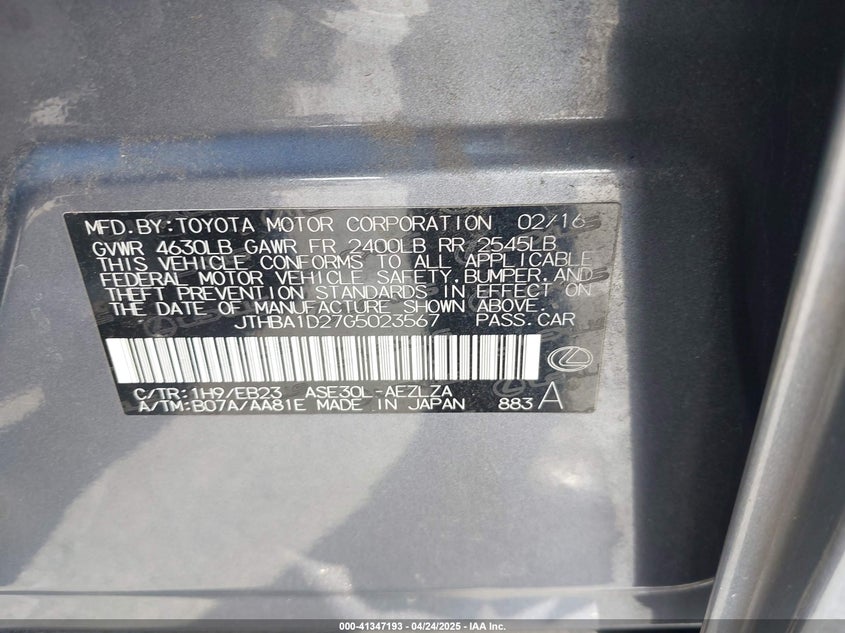 MFD.BY:TOYOTA MOTOR CORPORATION 02/16
GVWR 4630LB GAWR FR 2400LB RR 2545LB
THIS VEHICLE CONFORMS TO ALL APPLICABLE
FEDERAL MOTOR VEHICLE SAFETY,BUMPER,AND
THEFT PREVENTION STANDARDS IN EFFECT ON
THE DATE OF MANUFACTURE SHOWN ABOVE.
JTHBA1D27G5023567 PASS.CAR
C/TR:1H9/EB23 ASE30L-AEZLZA
A/TM:B07A/AA81E MADE IN JAPAN 883 A
000-41347193 - 04/24/2025 - IAA Inc.